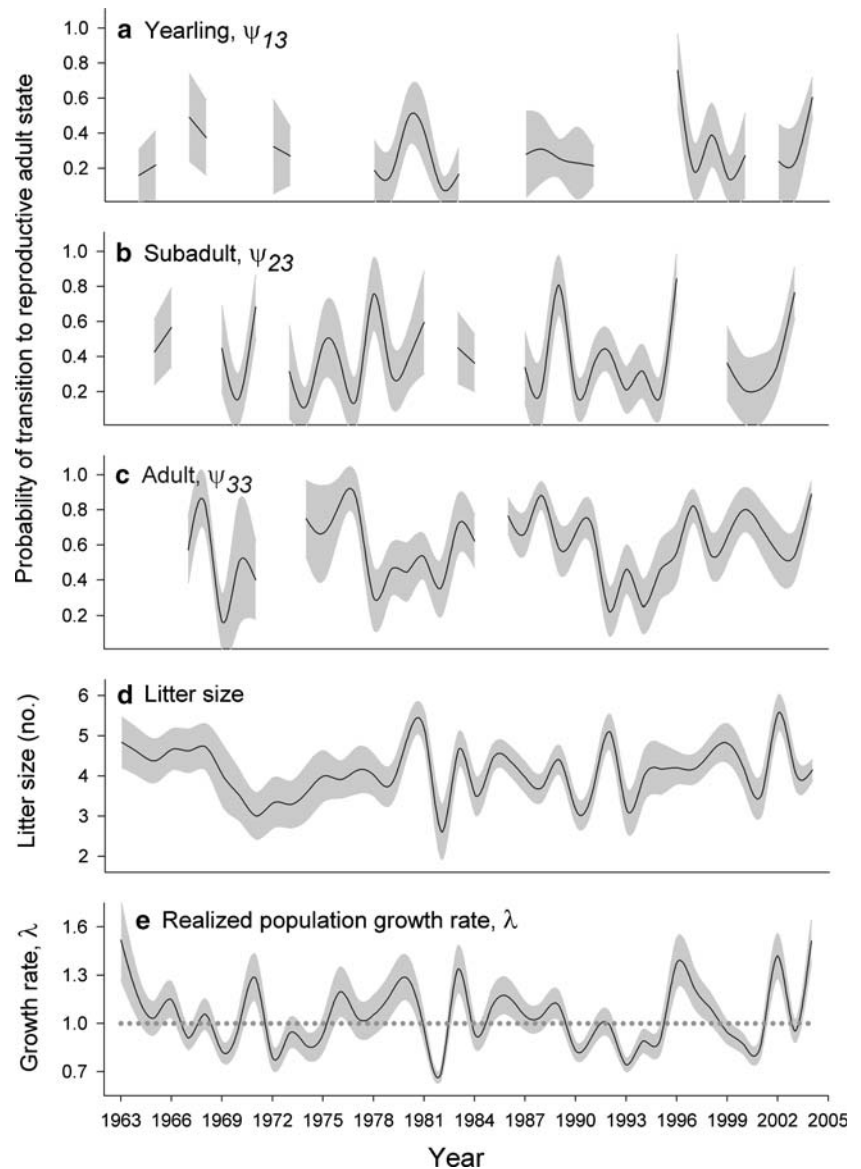 Probability of transition to reproductive adult state
a Yearling, ψ13
1.0
0.8
0.6
0.4
0.2
b Subadult, ψ23
1.0
0.8
0.6
0.4
0.2
c Adult, ψ33
1.0
0.8
0.6
0.4
0.2
Litter size (no.)
d Litter size
6
5
4
3
2
Growth rate, λ
e Realized population growth rate, λ
1.6
1.3
1.0
0.7
1963 1966 1969 1972 1975 1978 1981 1984 1987 1990 1993 1996 1999 2002 2005
Year